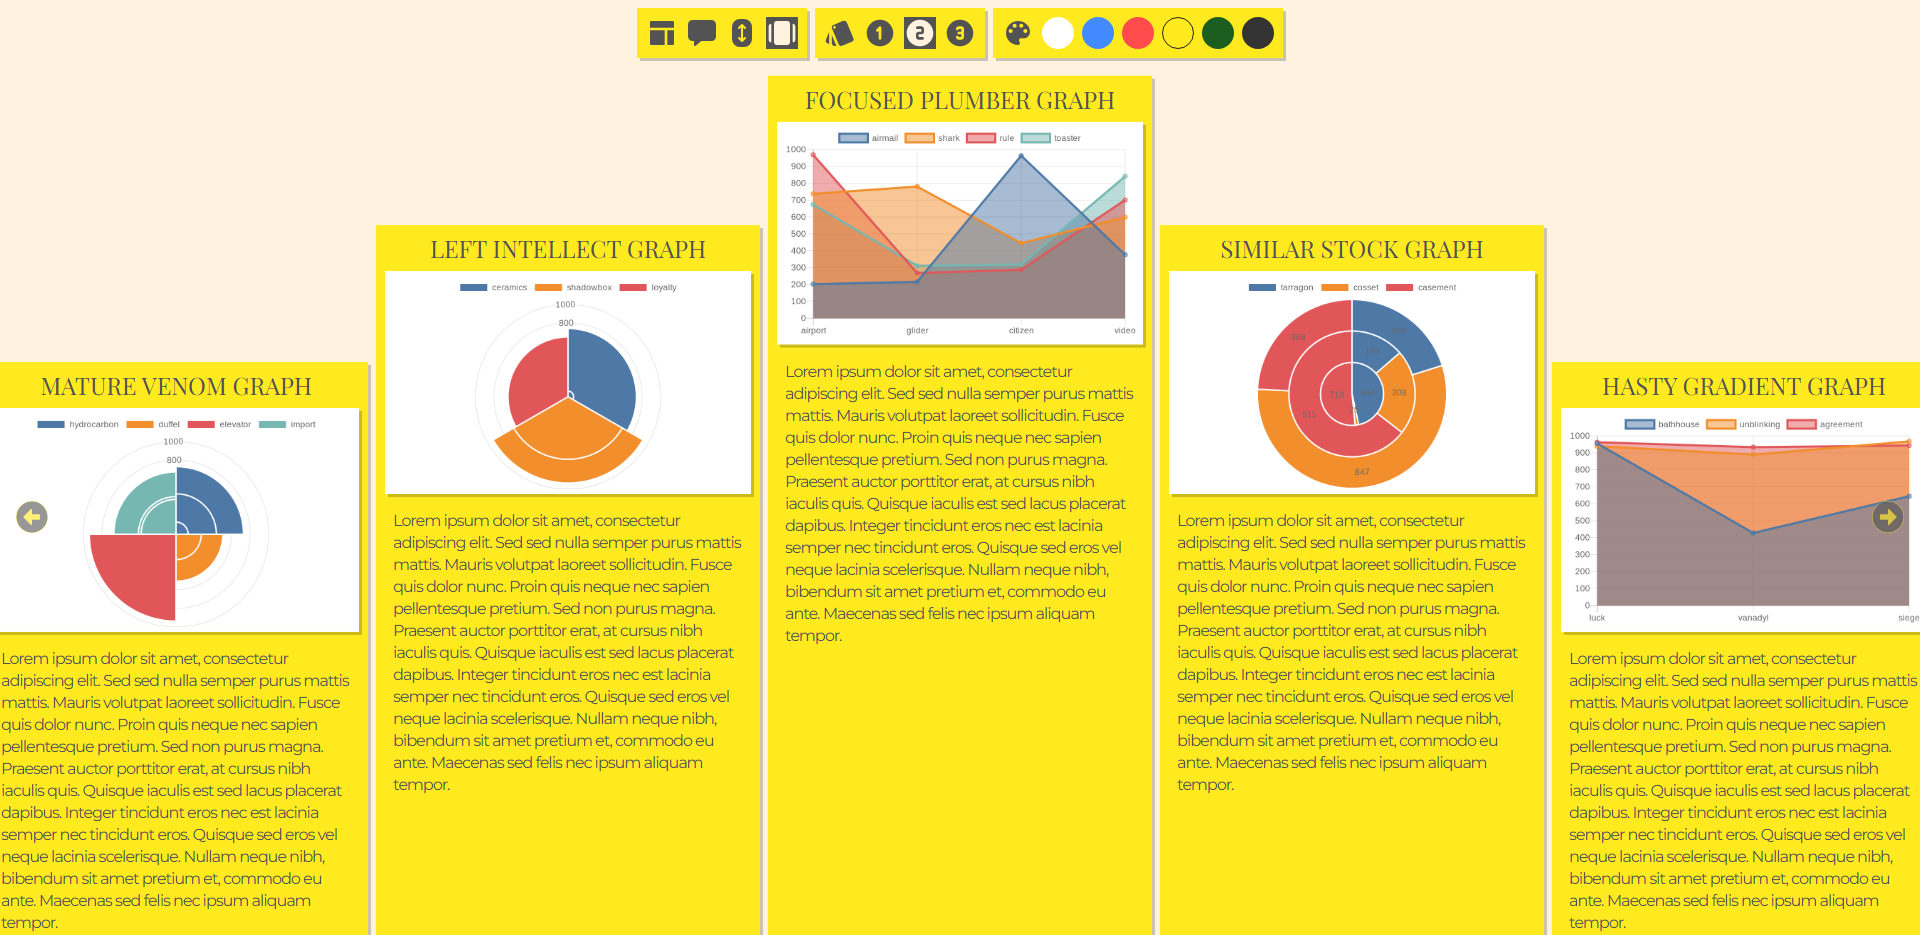 1 2 3
MATURE VENOM GRAPH
hydrocarbon duffel elevator import
1000
800
Lorem ipsum dolor sit amet, consectetur
adipiscing elit. Sed sed nulla semper purus mattis
mattis. Mauris volutpat laoreet sollicitudin. Fusce
quis dolor nunc. Proin quis neque nec sapien
pellentesque pretium. Sed non purus magna.
Praesent auctor porttitor erat, at cursus nibh
iaculis quis. Quisque iaculis est sed lacus placerat
dapibus. Integer tincidunt eros nec est lacinia
semper nec tincidunt eros. Quisque sed eros vel
neque lacinia scelerisque. Nullam neque nibh,
bibendum sit amet pretium et, commodo eu
ante. Maecenas sed felis nec ipsum aliquam
tempor.
LEFT INTELLECT GRAPH
ceramics shadowbox loyalty
1000
800
Lorem ipsum dolor sit amet, consectetur
adipiscing elit. Sed sed nulla semper purus mattis
mattis. Mauris volutpat laoreet sollicitudin. Fusce
quis dolor nunc. Proin quis neque nec sapien
pellentesque pretium. Sed non purus magna.
Praesent auctor porttitor erat, at cursus nibh
iaculis quis. Quisque iaculis est sed lacus placerat
dapibus. Integer tincidunt eros nec est lacinia
semper nec tincidunt eros. Quisque sed eros vel
neque lacinia scelerisque. Nullam neque nibh,
bibendum sit amet pretium et, commodo eu
ante. Maecenas sed felis nec ipsum aliquam
tempor.
FOCUSED PLUMBER GRAPH
airmail shark rule toaster
1000
900
800
700
600
500
400
300
200
100
0
airport glider citizen video
Lorem ipsum dolor sit amet, consectetur
adipiscing elit. Sed sed nulla semper purus mattis
mattis. Mauris volutpat laoreet sollicitudin. Fusce
quis dolor nunc. Proin quis neque nec sapien
pellentesque pretium. Sed non purus magna.
Praesent auctor porttitor erat, at cursus nibh
iaculis quis. Quisque iaculis est sed lacus placerat
dapibus. Integer tincidunt eros nec est lacinia
semper nec tincidunt eros. Quisque sed eros vel
neque lacinia scelerisque. Nullam neque nibh,
bibendum sit amet pretium et, commodo eu
ante. Maecenas sed felis nec ipsum aliquam
tempor.
SIMILAR STOCK GRAPH
tarragon cosset casement
308
719
911
847
Lorem ipsum dolor sit amet, consectetur
adipiscing elit. Sed sed nulla semper purus mattis
mattis. Mauris volutpat laoreet sollicitudin. Fusce
quis dolor nunc. Proin quis neque nec sapien
pellentesque pretium. Sed non purus magna.
Praesent auctor porttitor erat, at cursus nibh
iaculis quis. Quisque iaculis est sed lacus placerat
dapibus. Integer tincidunt eros nec est lacinia
semper nec tincidunt eros. Quisque sed eros vel
neque lacinia scelerisque. Nullam neque nibh,
bibendum sit amet pretium et, commodo eu
ante. Maecenas sed felis nec ipsum aliquam
tempor.
HASTY GRADIENT GRAPH
bathhouse unblinking agreement
1000
900
800
700
600
500
400
300
200
100
0
luck vanadyl siege
Lorem ipsum dolor sit amet, consectetur
adipiscing elit. Sed sed nulla semper purus mattis
mattis. Mauris volutpat laoreet sollicitudin. Fusce
quis dolor nunc. Proin quis neque nec sapien
pellentesque pretium. Sed non purus magna.
Praesent auctor porttitor erat, at cursus nibh
iaculis quis. Quisque iaculis est sed lacus placerat
dapibus. Integer tincidunt eros nec est lacinia
semper nec tincidunt eros. Quisque sed eros vel
neque lacinia scelerisque. Nullam neque nibh,
bibendum sit amet pretium et, commodo eu
ante. Maecenas sed felis nec ipsum aliquam
tempor.